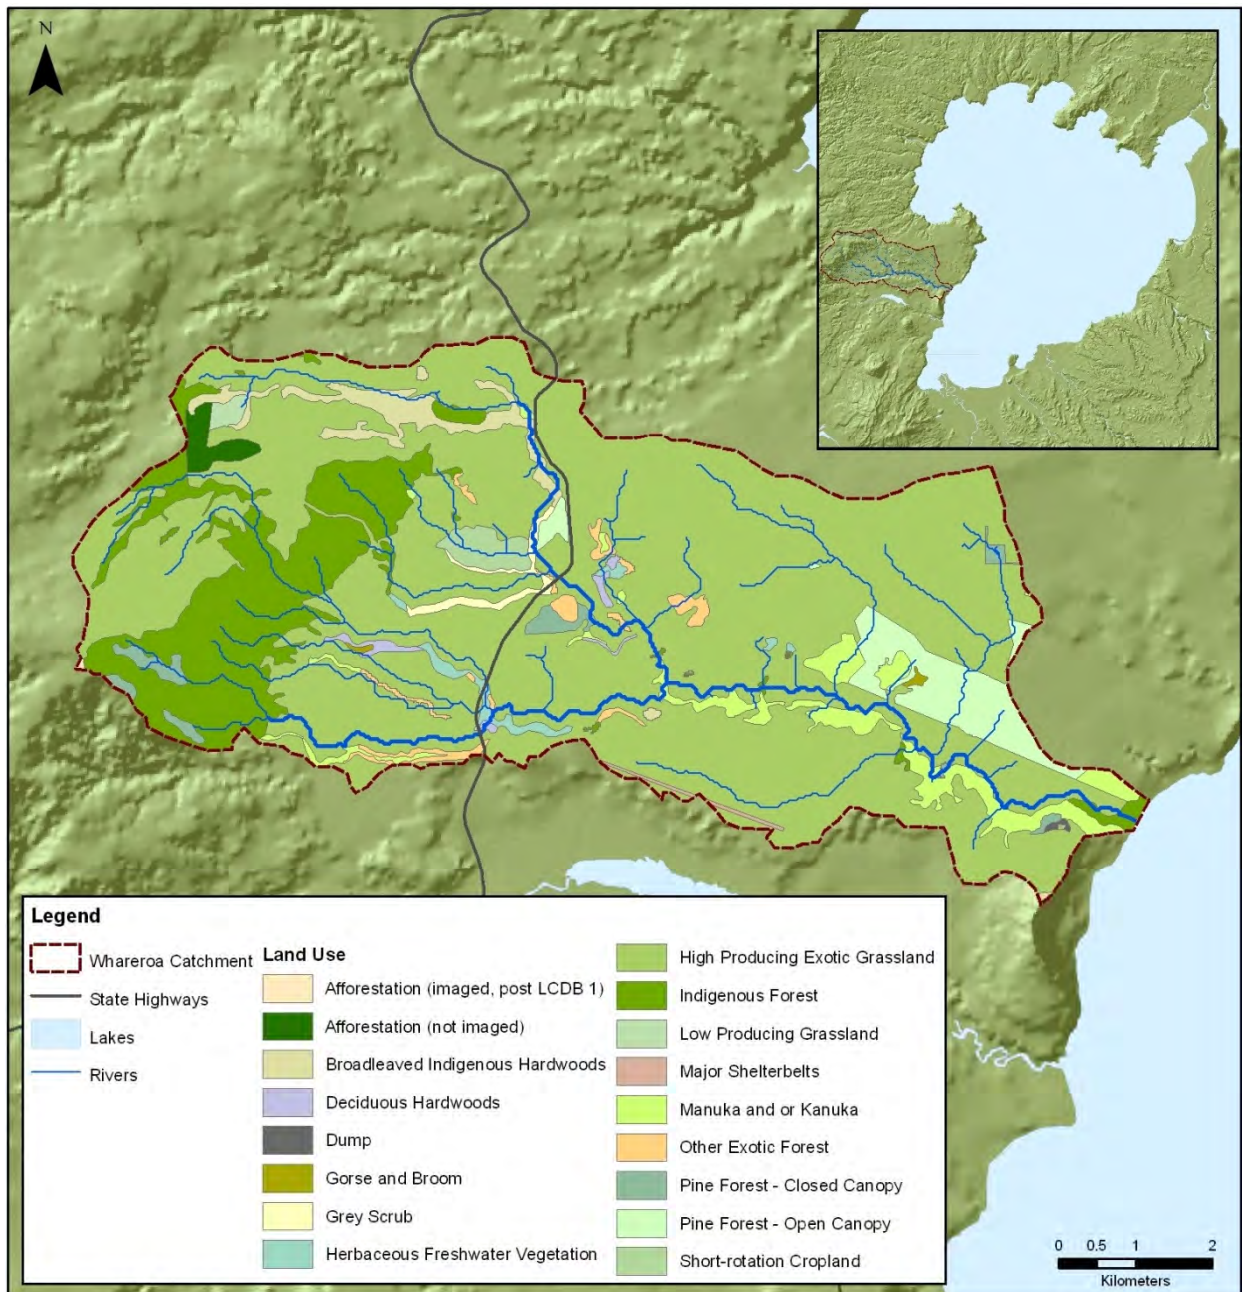 N
Legend
Whareroa Catchment
State Highways
Lakes
Rivers
Land Use
Afforestation (imaged, post LCDB 1)
Afforestation (not imaged)
Broadleaved Indigenous Hardwoods
Deciduous Hardwoods
Dump
Gorse and Broom
Grey Scrub
Herbaceous Freshwater Vegetation
High Producing Exotic Grassland
Indigenous Forest
Low Producing Grassland
Major Shelterbelts
Manuka and or Kanuka
Other Exotic Forest
Pine Forest - Closed Canopy
Pine Forest - Open Canopy
Short-rotation Cropland
0 0.5 1 2
Kilometers